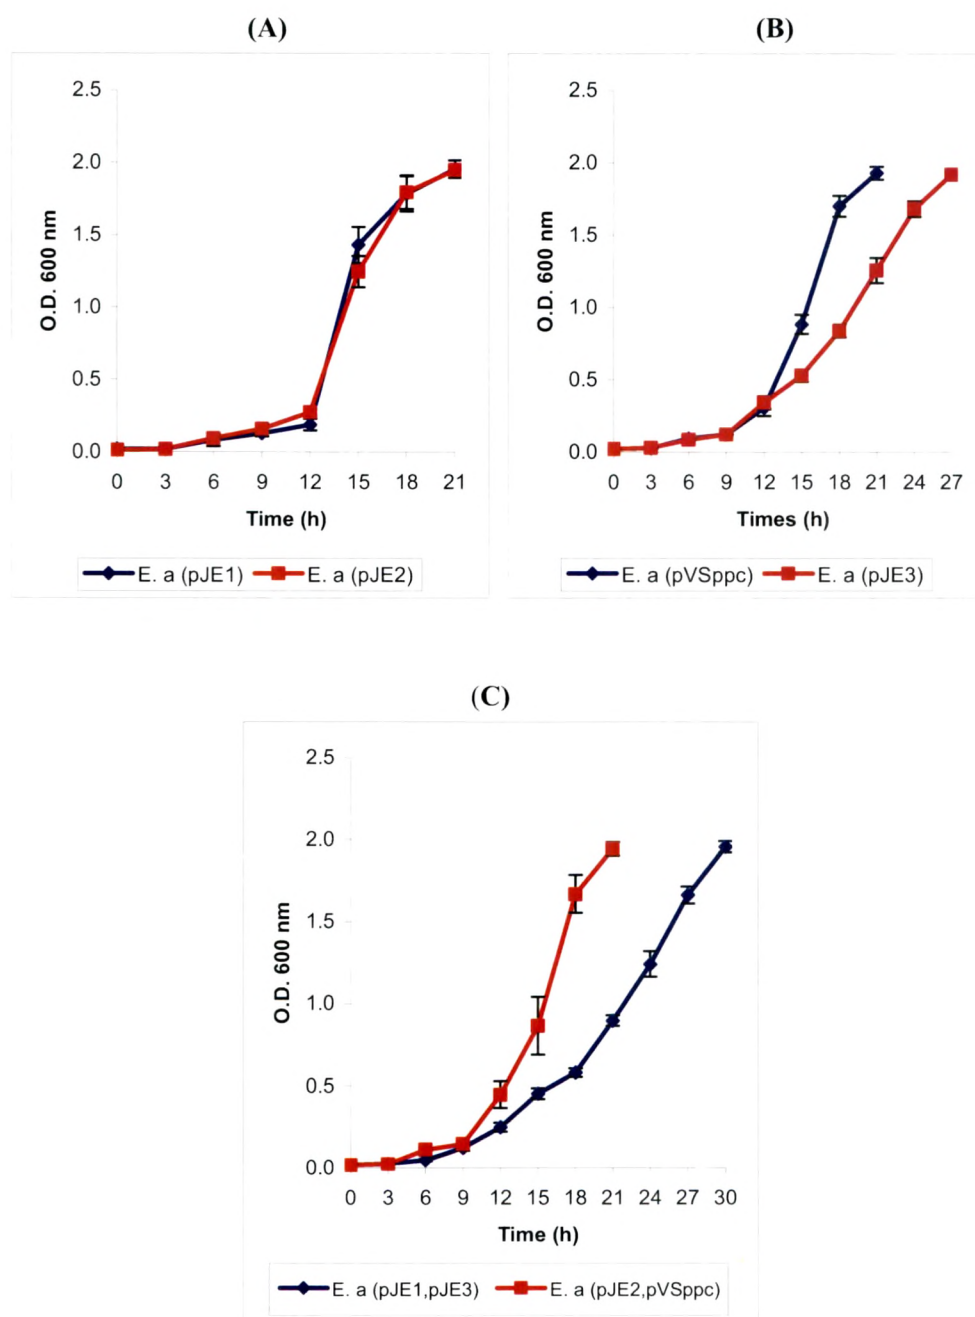 (A)
2.5
2.0
1.5
1.0
0.5
0.0
O.D. 600 nm
0 3 6 9 12 15 18 21
Time (h)
E. a (pJE1) E. a (pJE2)
(B)
2.5
2.0
1.5
1.0
0.5
0.0
O.D. 600 nm
0 3 6 9 12 15 18 21 24 27
Times (h)
E. a (pVSppc) E. a (pJE3)
(C)
2.5
2.0
1.5
1.0
0.5
0.0
O.D. 600 nm
0 3 6 9 12 15 18 21 24 27 30
Time (h)
E. a (pJE1,pJE3) E. a (pJE2,pVSppc)